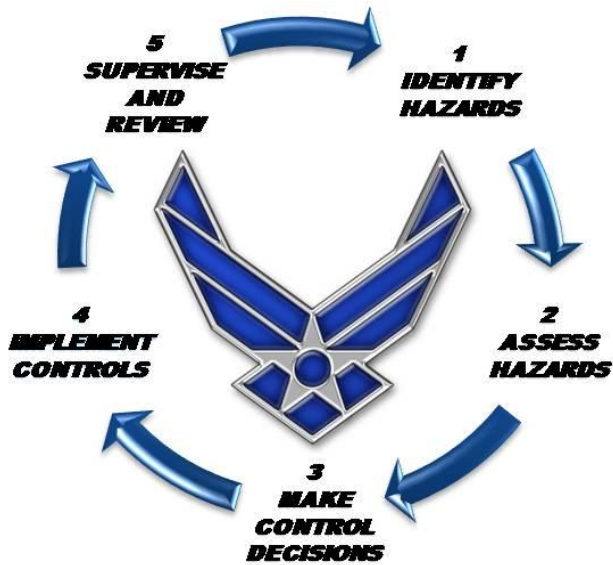 1
IDENTIFY
HAZARDS
2
ASSESS
HAZARDS
3
MAKE
CONTROL
DECISIONS
4
IMPLEMENT
CONTROLS
5
SUPERVISE
AND
REVIEW